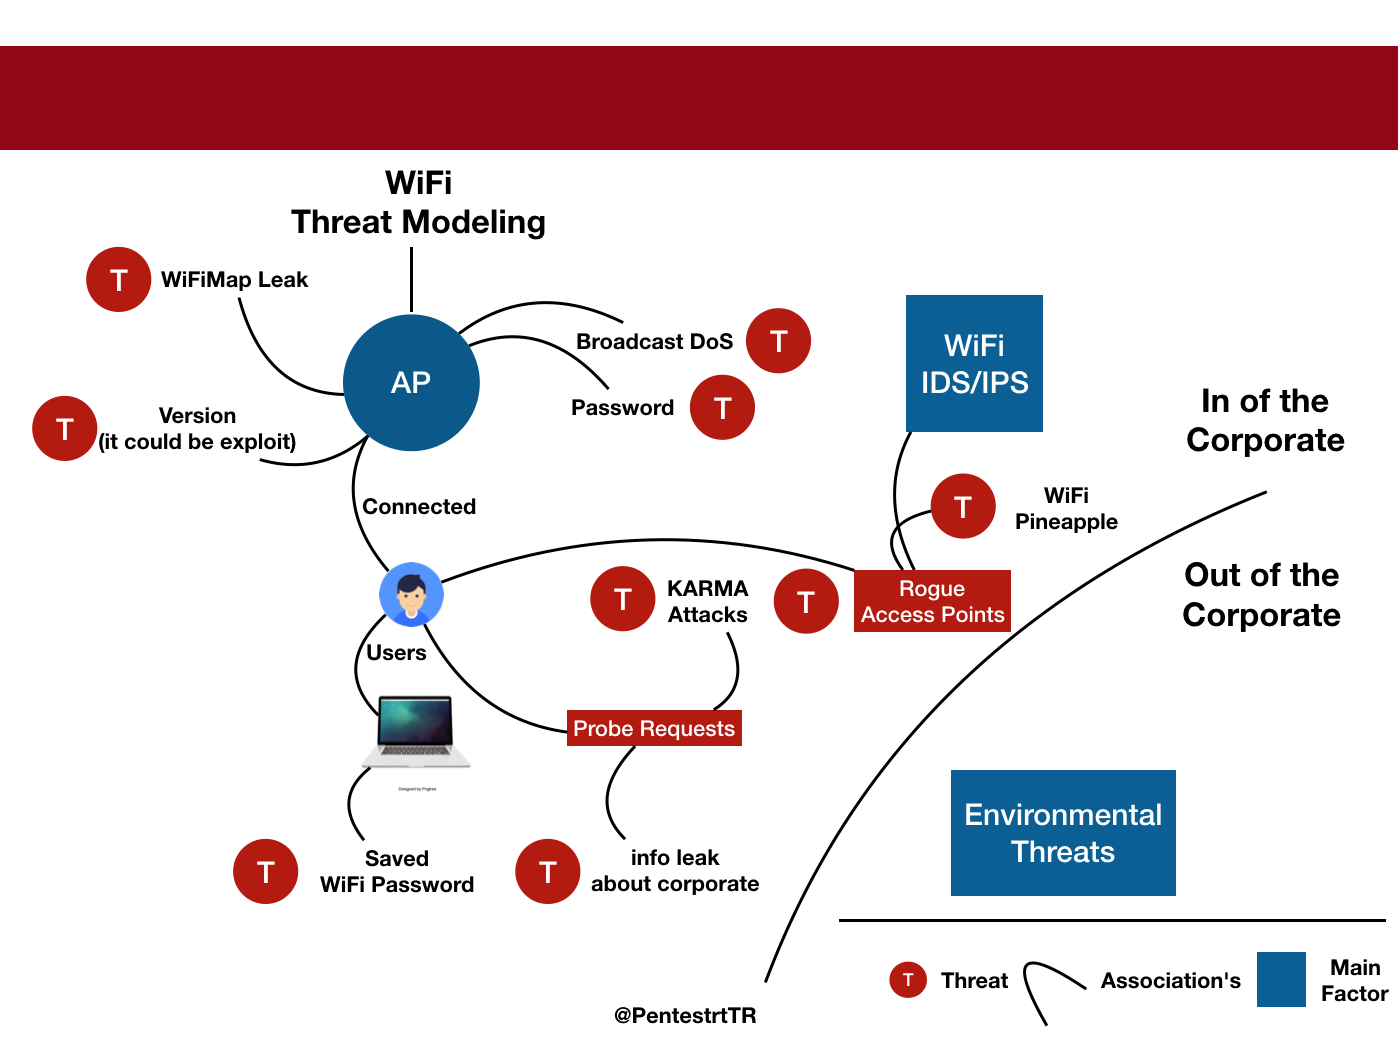 WiFi
Threat Modeling
T
WiFiMap Leak
AP
Broadcast DoS
T
Password
T
T
Version
(it could be exploit)
WiFi
IDS/IPS
In of the
Corporate
Connected
T
WiFi
Pineapple
Out of the
Corporate
T
KARMA
Attacks
T
Rogue
Access Points
Users
Probe Requests
Designed by Pngtree
T
Saved
WiFi Password
T
info leak
about corporate
Environmental
Threats
T
Threat
Association's
Main
Factor
@PentestrtTR